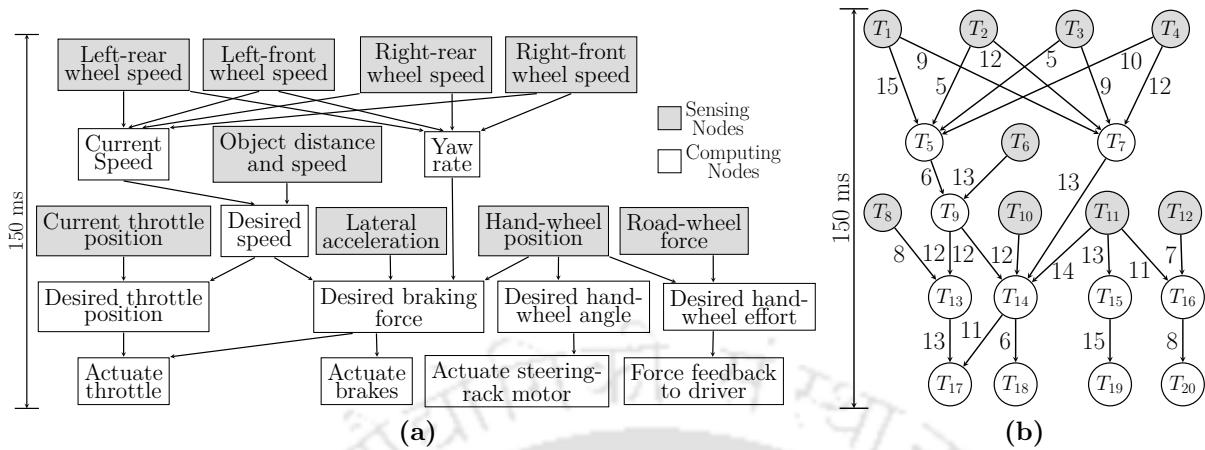 150 ms
Left-rear
wheel speed
Left-front
wheel speed
Right-rear
wheel speed
Right-front
wheel speed
Sensing
Nodes
Computing
Nodes
Current
Speed
Object distance
and speed
Yaw
rate
Current throttle
position
Desired
speed
Lateral
acceleration
Hand-wheel
position
Road-wheel
force
Desired throttle
position
Desired braking
force
Desired hand-
wheel angle
Desired hand-
wheel effort
Actuate
throttle
Actuate
brakes
Actuate steering-
rack motor
Force feedback
to driver
(a)
150 ms
T1 T2 T3 T4
9 12 5 10
15 5 9 12
T5 T6 T7
6 13 13
T8 T9 T10 T11 T12
8 12 12 12 14 13 11 7
T13 T14 T15 T16
13 11 6 15 8
T17 T18 T19 T20
(b)